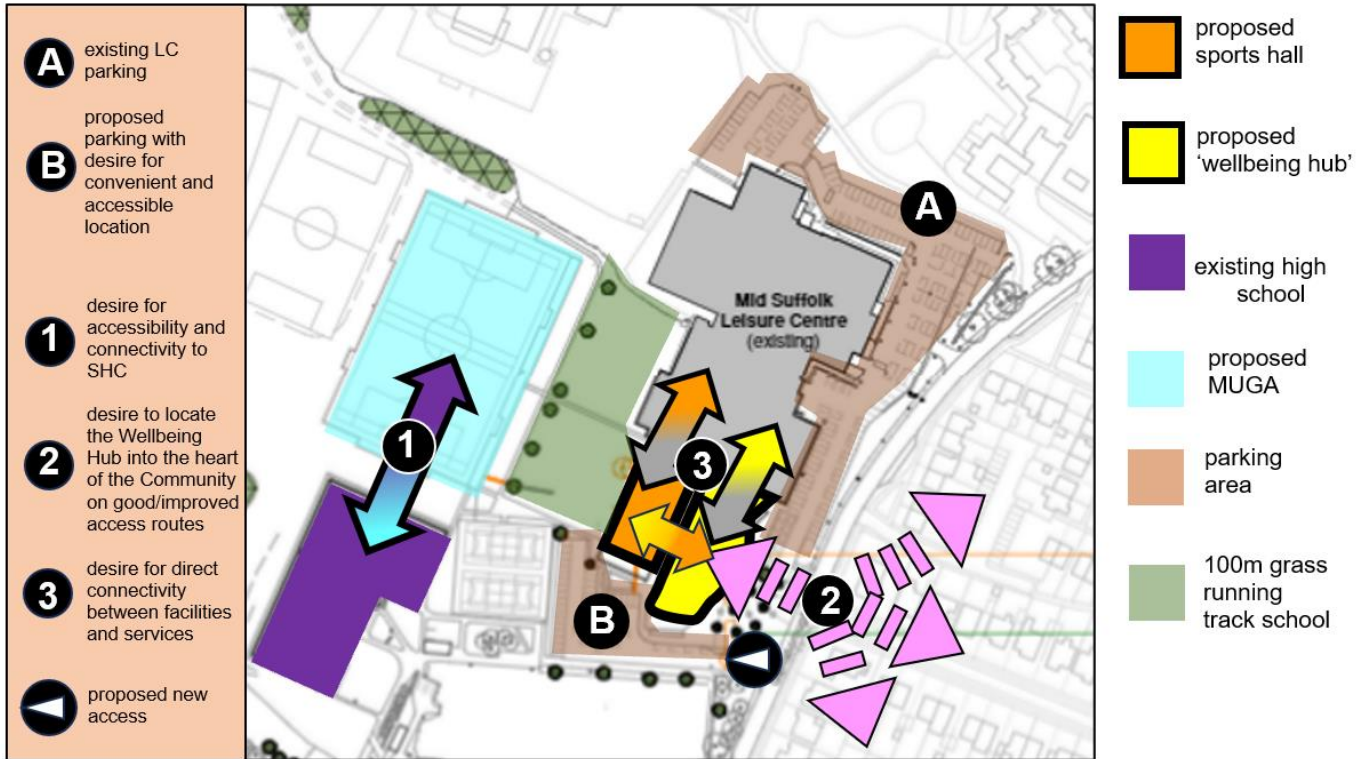 A
existing LC
parking
B
proposed
parking with
desire for
convenient and
accessible
location
1
desire for
accessibility and
connectivity to
SHC
2
desire to locate
the Wellbeing
Hub into the heart
of the Community
on good/improved
access routes
3
desire for direct
connectivity
between facilities
and services
proposed new
access
A
Mid Suffolk
Leisure Centre
(existing)
1
3
2
B
proposed
sports hall
proposed
‘wellbeing hub’
existing high
school
proposed
MUGA
parking
area
100m grass
running
track school